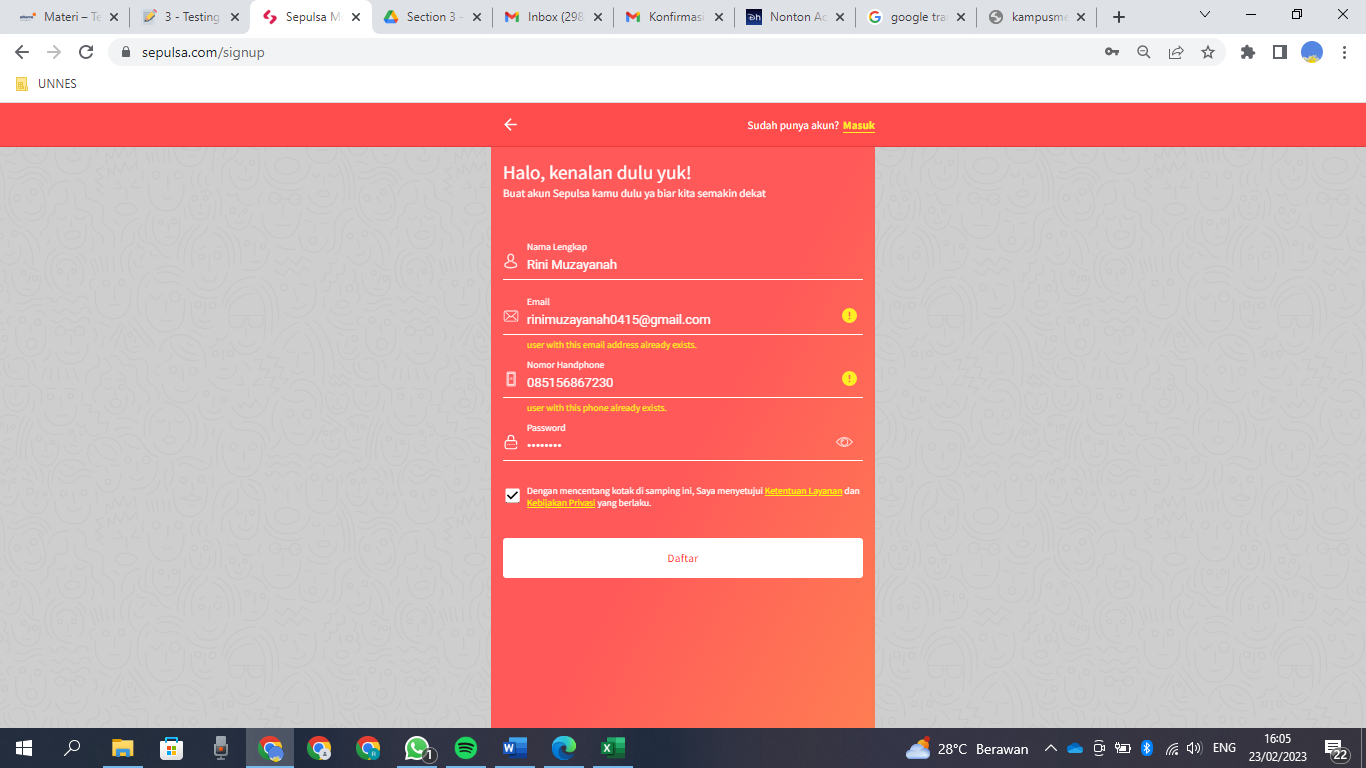 Materi – Te
3 - Testing
Sepulsa M
Section 3 -
Inbox (298
Konfirmasi
Nonton Ac
google tra
kampusme
sepulsa.com/signup
UNNES
Sudah punya akun? Masuk
Halo, kenalan dulu yuk!
Buat akun Sepulsa kamu dulu ya biar kita semakin dekat
Nama Lengkap
Rini Muzayanah
Email
rinimuzayanah0415@gmail.com
user with this email address already exists.
Nomor Handphone
085156867230
user with this phone already exists.
Password
••••••••
Dengan mencentang kotak di samping ini, Saya menyetujui Ketentuan Layanan dan
Kebijakan Privasi yang berlaku.
Daftar
28°C Berawan
ENG
16:05
23/02/2023
22
1